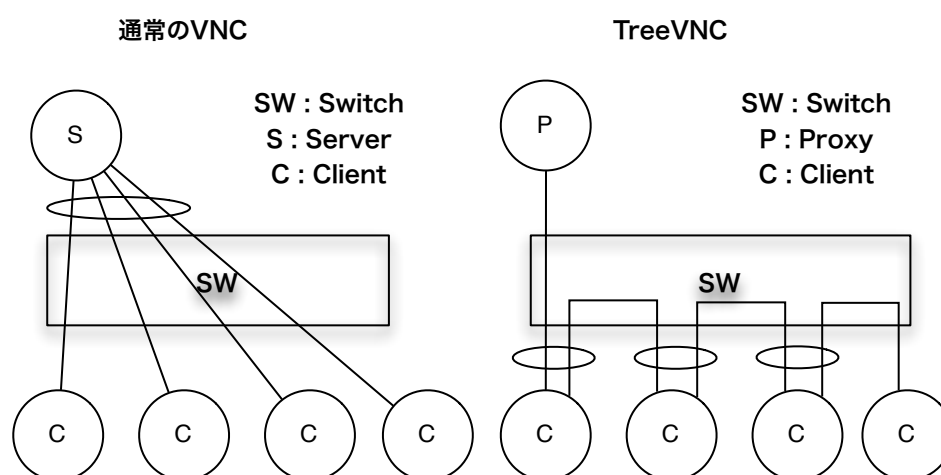 通常のVNC
SW : Switch
S : Server
C : Client
S
SW
C
C
C
C
TreeVNC
SW : Switch
P : Proxy
C : Client
P
SW
C
C
C
C